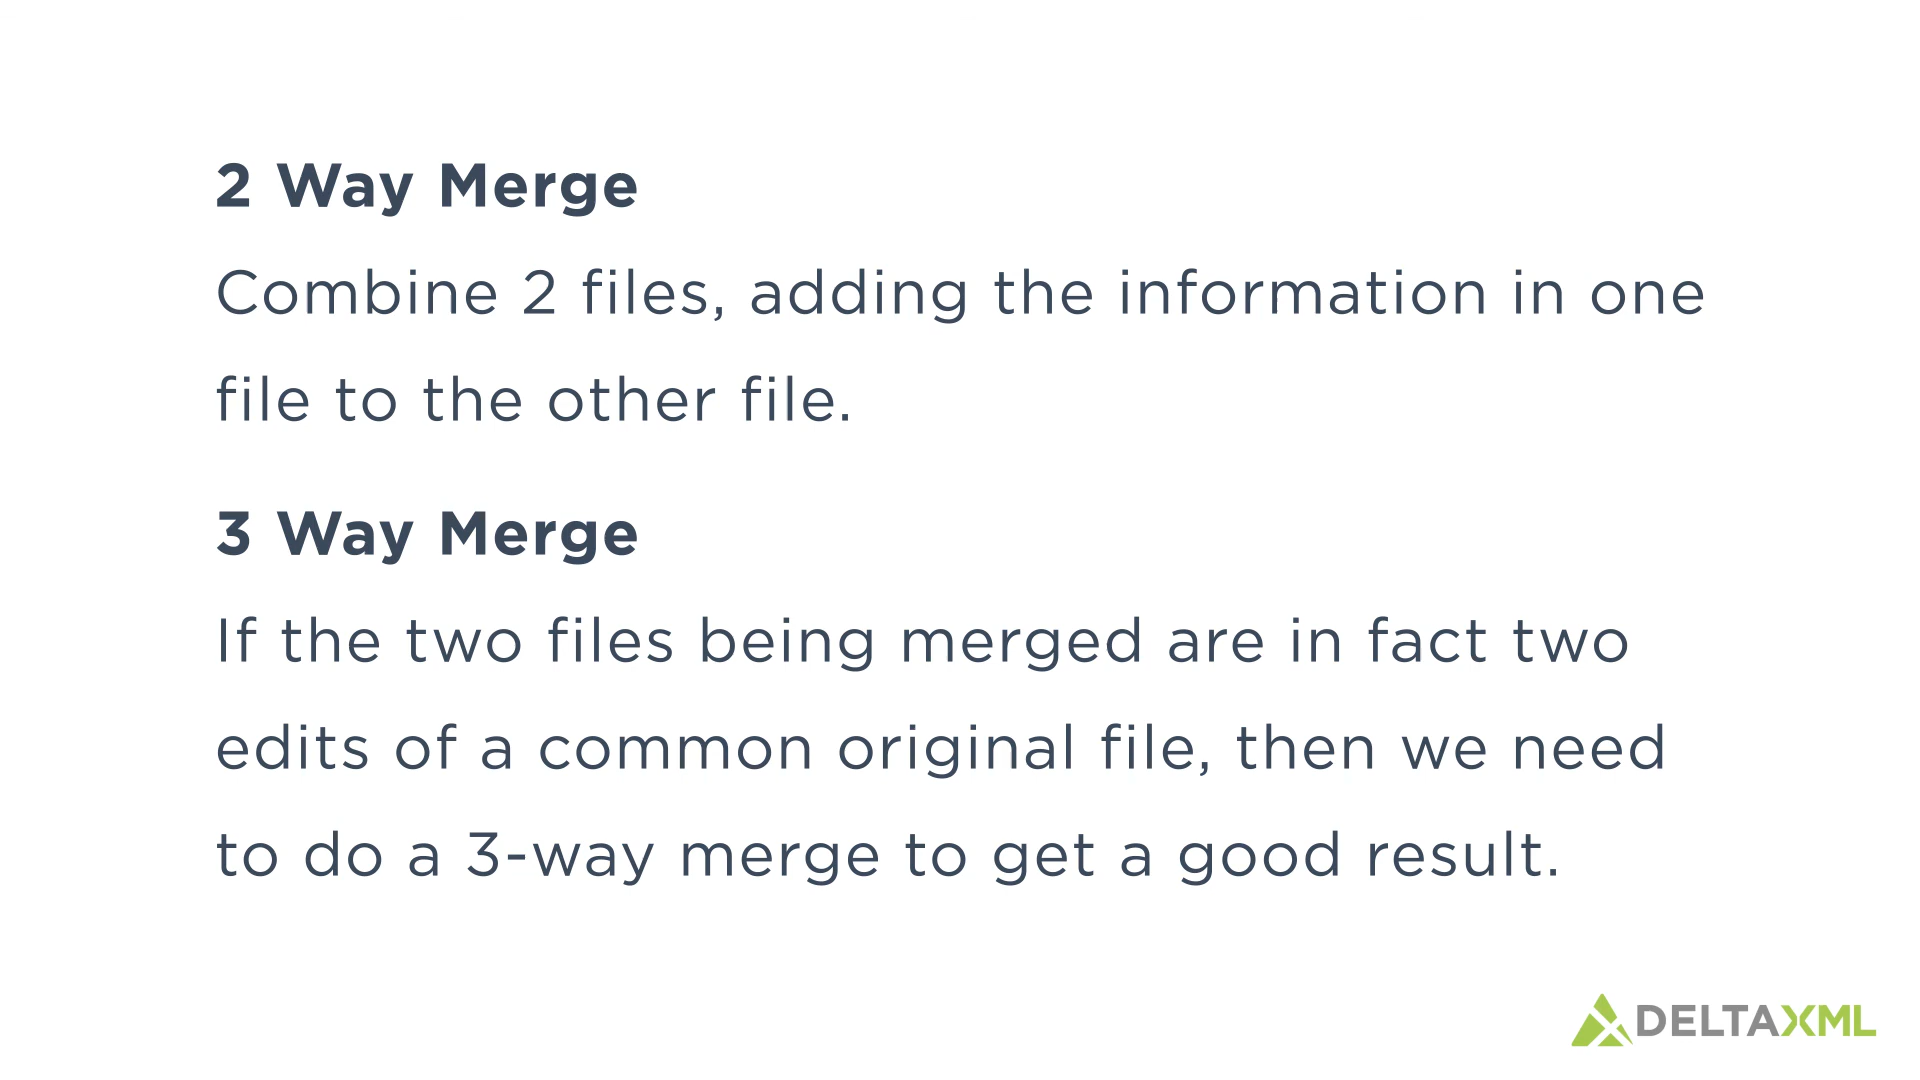 2 Way Merge
Combine 2 files, adding the information in one
file to the other file.
3 Way Merge
If the two files being merged are in fact two
edits of a common original file, then we need
to do a 3-way merge to get a good result.
DELTAXML